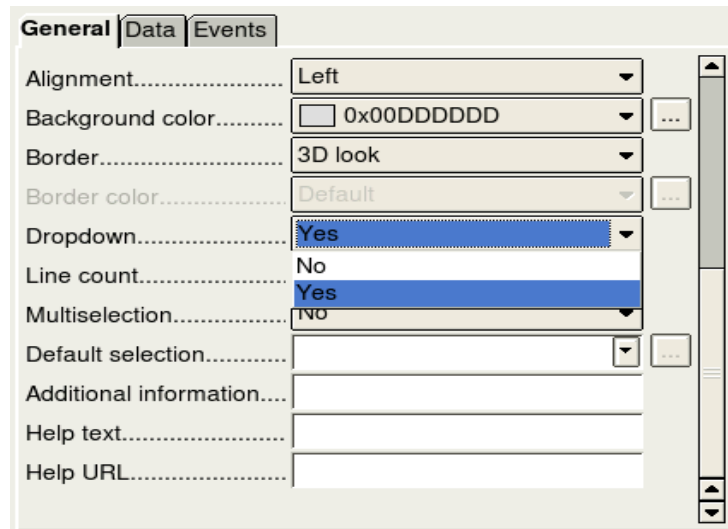 General Data Events
Alignment...................... Left
Background color.......... 0x00DDDDDD ...
Border........................... 3D look
Border color................... Default ...
Dropdown...................... Yes
No
Line count
Yes
Multiselection................ No
Default selection............ ...
Additional information....
Help text.......................
Help URL......................